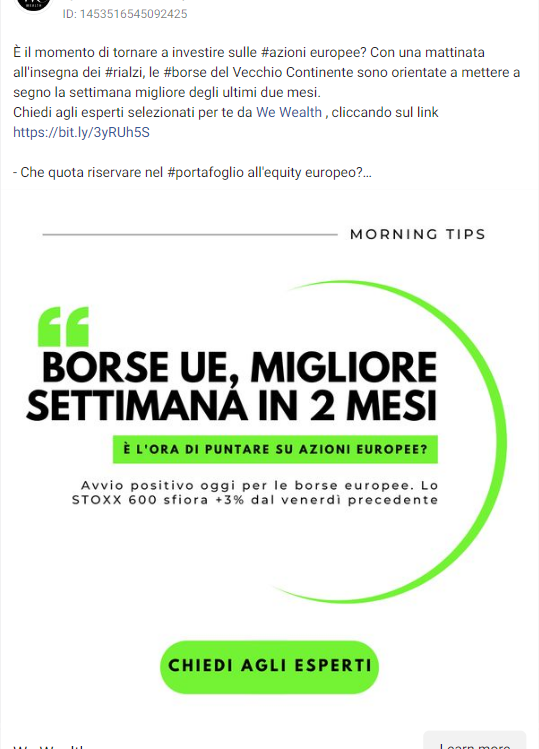 WEALTH
ID: 1453516545092425
È il momento di tornare a investire sulle #azioni europee? Con una mattinata
all'insegna dei #rialzi, le #borse del Vecchio Continente sono orientate a mettere a
segno la settimana migliore degli ultimi due mesi.
Chiedi agli esperti selezionati per te da We Wealth , cliccando sul link
https://bit.ly/3yRUh5S
- Che quota riservare nel #portafoglio all'equity europeo?...
MORNING TIPS
“
BORSE UE, MIGLIORE
SETTIMANA IN 2 MESI
È L'ORA DI PUNTARE SU AZIONI EUROPEE?
Avvio positivo oggi per le borse europee. Lo
STOXX 600 sfiora +3% dal venerdì precedente
CHIEDI AGLI ESPERTI
We Wealth
Learn more